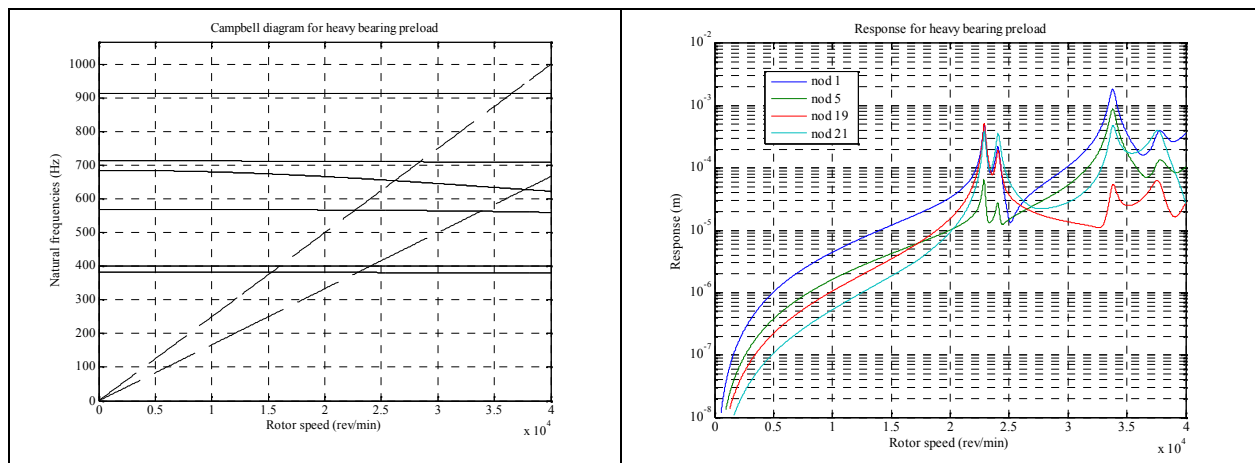 Campbell diagram for heavy bearing preload
Natural frequencies (Hz)
1000
900
800
700
600
500
400
300
200
100
0
0 0.5 1 1.5 2 2.5 3 3.5 4
x 10^4
Rotor speed (rev/min)
Response for heavy bearing preload
Response (m)
10^-2
10^-3
10^-4
10^-5
10^-6
10^-7
10^-8
nod 1
nod 5
nod 19
nod 21
0 0.5 1 1.5 2 2.5 3 3.5 4
x 10^4
Rotor speed (rev/min)